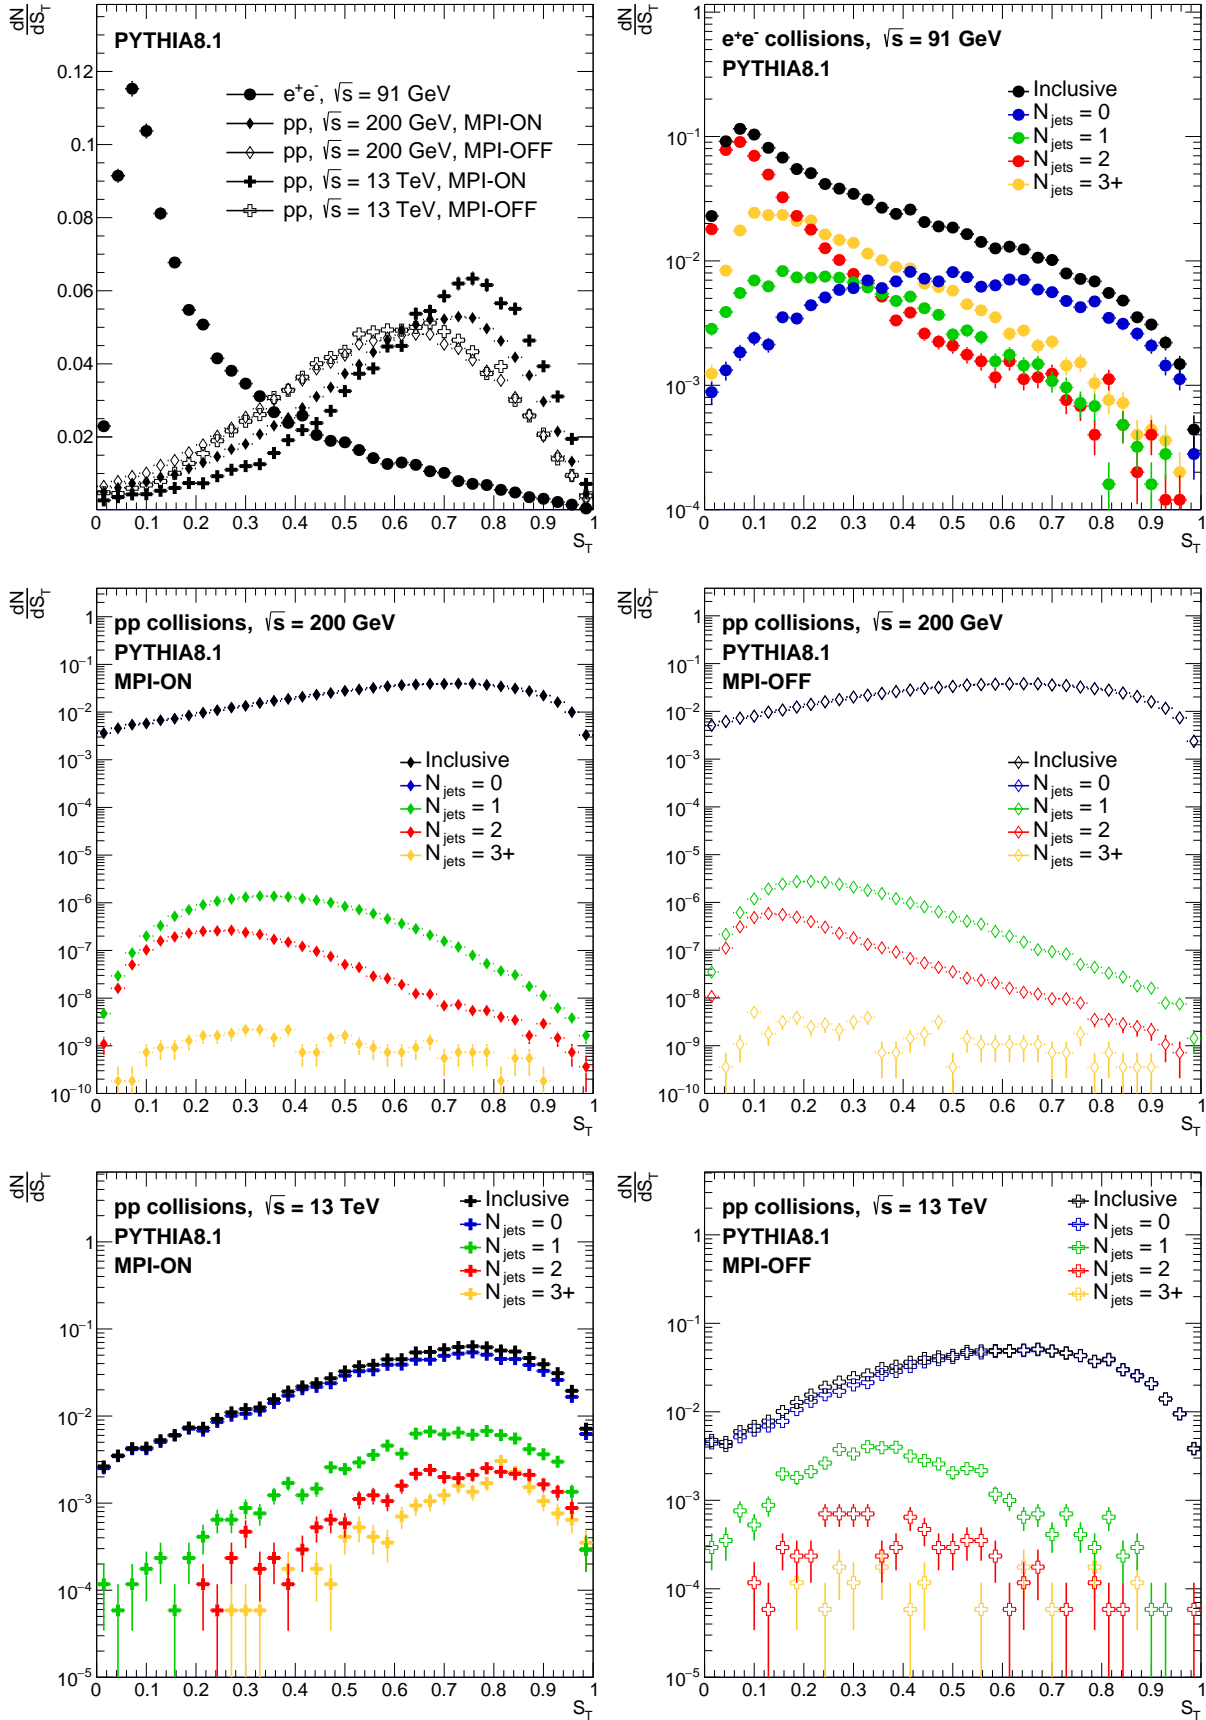 dN/dS_T
PYTHIA8.1
e⁺e⁻, √s = 91 GeV
pp, √s = 200 GeV, MPI-ON
pp, √s = 200 GeV, MPI-OFF
pp, √s = 13 TeV, MPI-ON
pp, √s = 13 TeV, MPI-OFF
0.12
0.1
0.08
0.06
0.04
0.02
0 0.1 0.2 0.3 0.4 0.5 0.6 0.7 0.8 0.9 1
S_T
dN/dS_T
e⁺e⁻ collisions, √s = 91 GeV
PYTHIA8.1
Inclusive
N_jets = 0
N_jets = 1
N_jets = 2
N_jets = 3+
1
10⁻¹
10⁻²
10⁻³
10⁻⁴
0 0.1 0.2 0.3 0.4 0.5 0.6 0.7 0.8 0.9 1
S_T
dN/dS_T
pp collisions, √s = 200 GeV
PYTHIA8.1
MPI-ON
Inclusive
N_jets = 0
N_jets = 1
N_jets = 2
N_jets = 3+
1
10⁻¹
10⁻²
10⁻³
10⁻⁴
10⁻⁵
10⁻⁶
10⁻⁷
10⁻⁸
10⁻⁹
10⁻¹⁰
0 0.1 0.2 0.3 0.4 0.5 0.6 0.7 0.8 0.9 1
S_T
dN/dS_T
pp collisions, √s = 200 GeV
PYTHIA8.1
MPI-OFF
Inclusive
N_jets = 0
N_jets = 1
N_jets = 2
N_jets = 3+
1
10⁻¹
10⁻²
10⁻³
10⁻⁴
10⁻⁵
10⁻⁶
10⁻⁷
10⁻⁸
10⁻⁹
10⁻¹⁰
0 0.1 0.2 0.3 0.4 0.5 0.6 0.7 0.8 0.9 1
S_T
dN/dS_T
pp collisions, √s = 13 TeV
PYTHIA8.1
MPI-ON
Inclusive
N_jets = 0
N_jets = 1
N_jets = 2
N_jets = 3+
1
10⁻¹
10⁻²
10⁻³
10⁻⁴
10⁻⁵
0 0.1 0.2 0.3 0.4 0.5 0.6 0.7 0.8 0.9 1
S_T
dN/dS_T
pp collisions, √s = 13 TeV
PYTHIA8.1
MPI-OFF
Inclusive
N_jets = 0
N_jets = 1
N_jets = 2
N_jets = 3+
1
10⁻¹
10⁻²
10⁻³
10⁻⁴
10⁻⁵
0 0.1 0.2 0.3 0.4 0.5 0.6 0.7 0.8 0.9 1
S_T